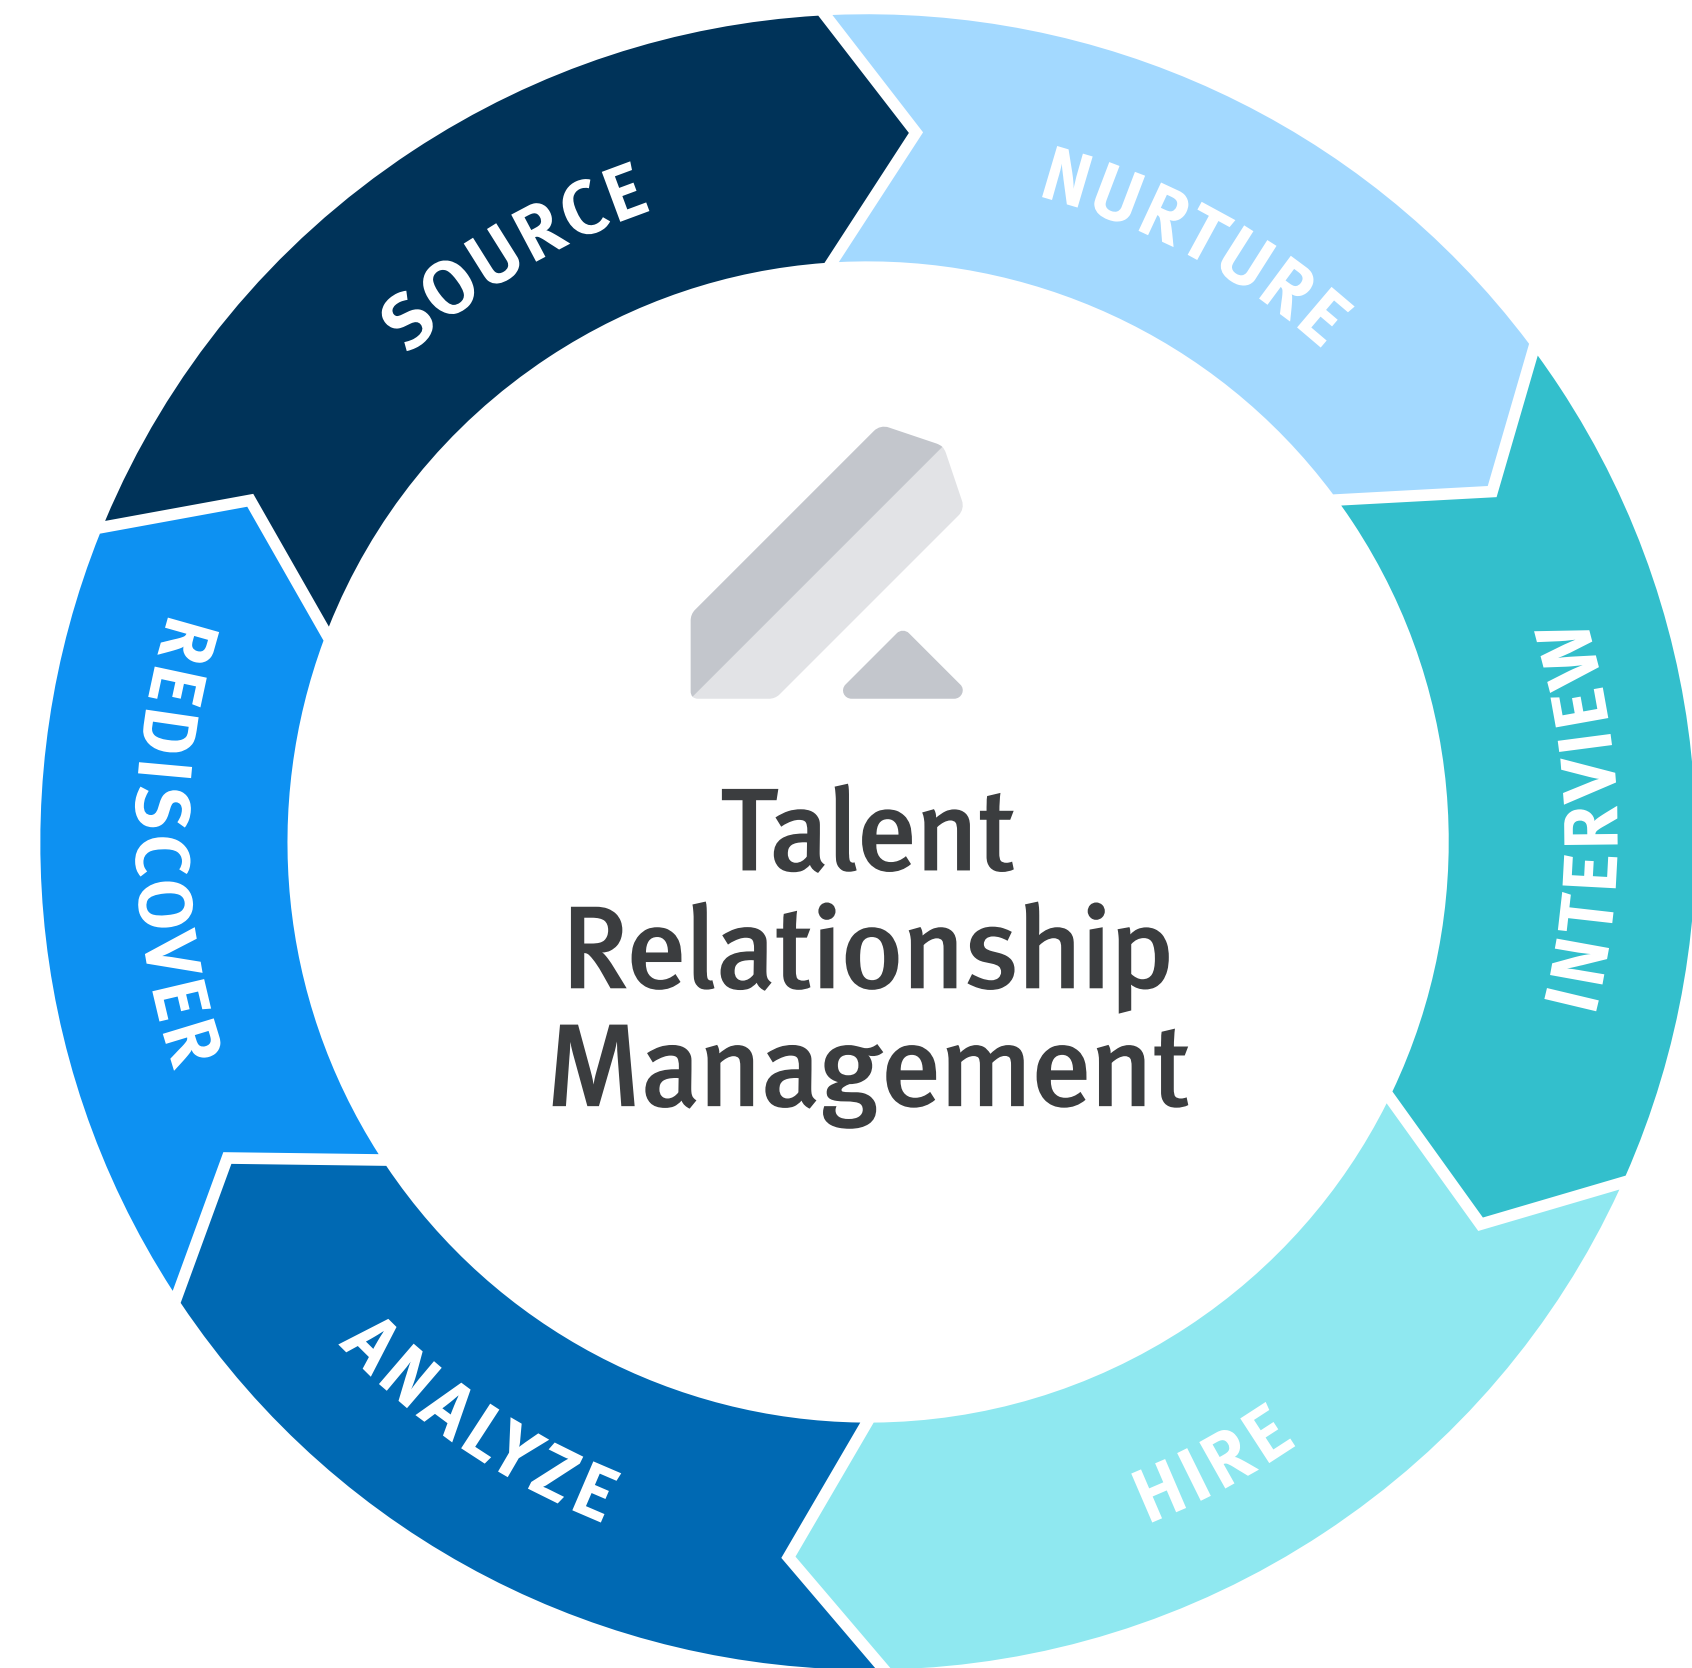 SOURCE
NURTURE
INTERVIEW
HIRE
ANALYZE
REDISCOVER
Talent
Relationship
Management